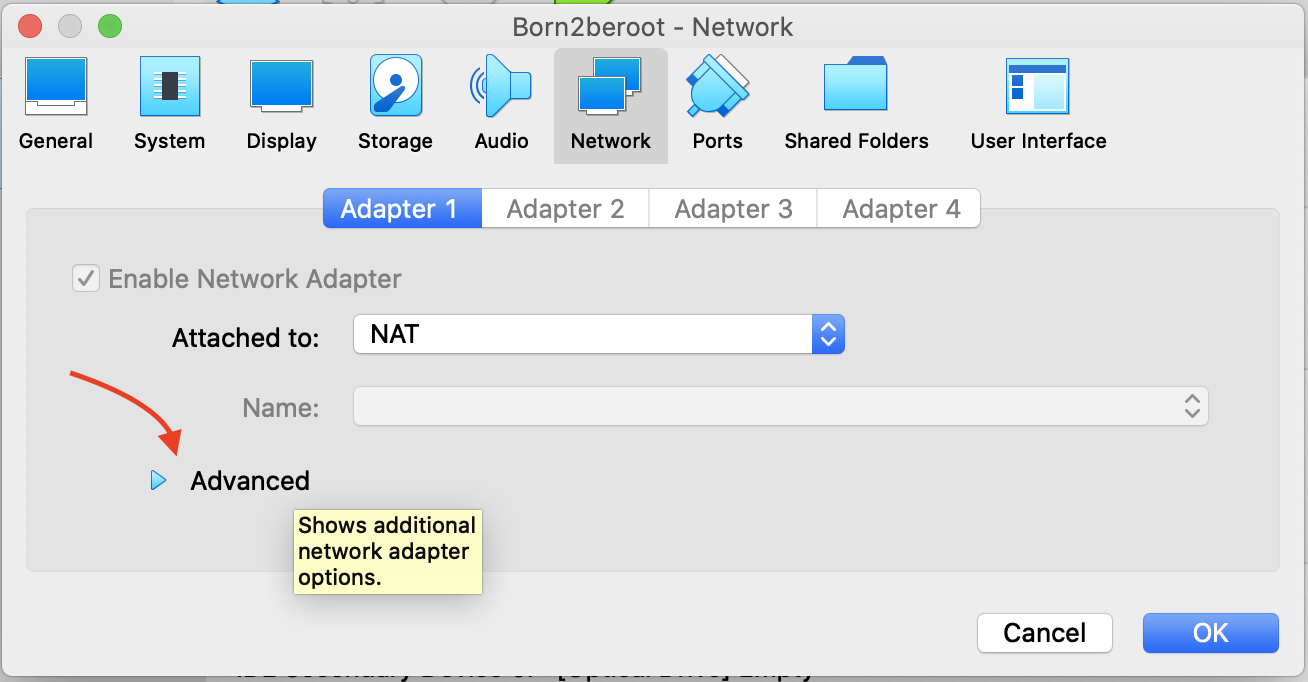 Born2beroot - Network
General System Display Storage Audio Network Ports Shared Folders User Interface
Adapter 1 Adapter 2 Adapter 3 Adapter 4
Enable Network Adapter
Attached to: NAT
Name:
Advanced
Shows additional
network adapter
options.
Cancel OK